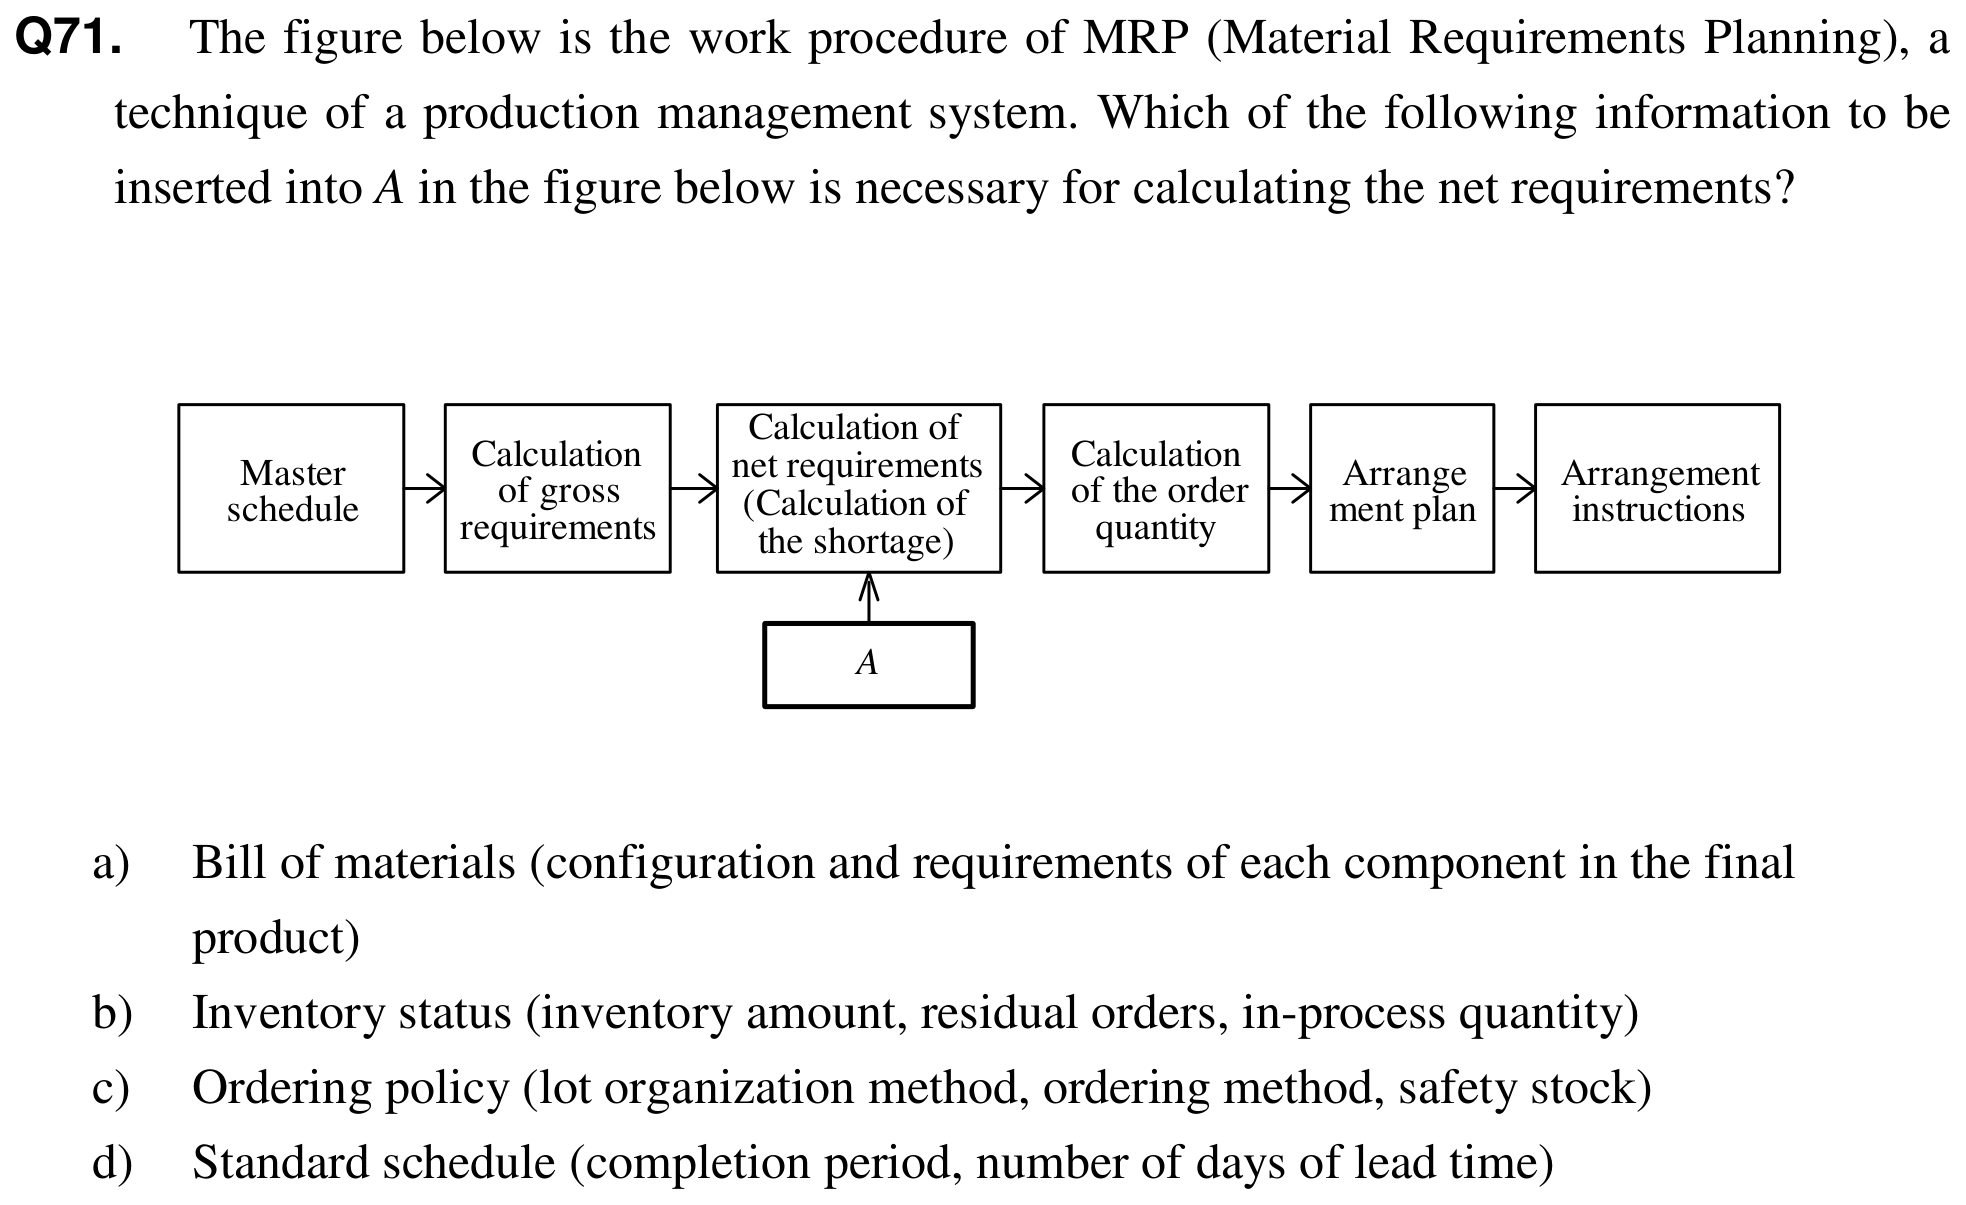 Q71. The figure below is the work procedure of MRP (Material Requirements Planning), a
technique of a production management system. Which of the following information to be
inserted into A in the figure below is necessary for calculating the net requirements?
Master
schedule
Calculation
of gross
requirements
Calculation of
net requirements
(Calculation of
the shortage)
Calculation
of the order
quantity
Arrange
ment plan
Arrangement
instructions
A
a) Bill of materials (configuration and requirements of each component in the final
product)
b) Inventory status (inventory amount, residual orders, in-process quantity)
c) Ordering policy (lot organization method, ordering method, safety stock)
d) Standard schedule (completion period, number of days of lead time)